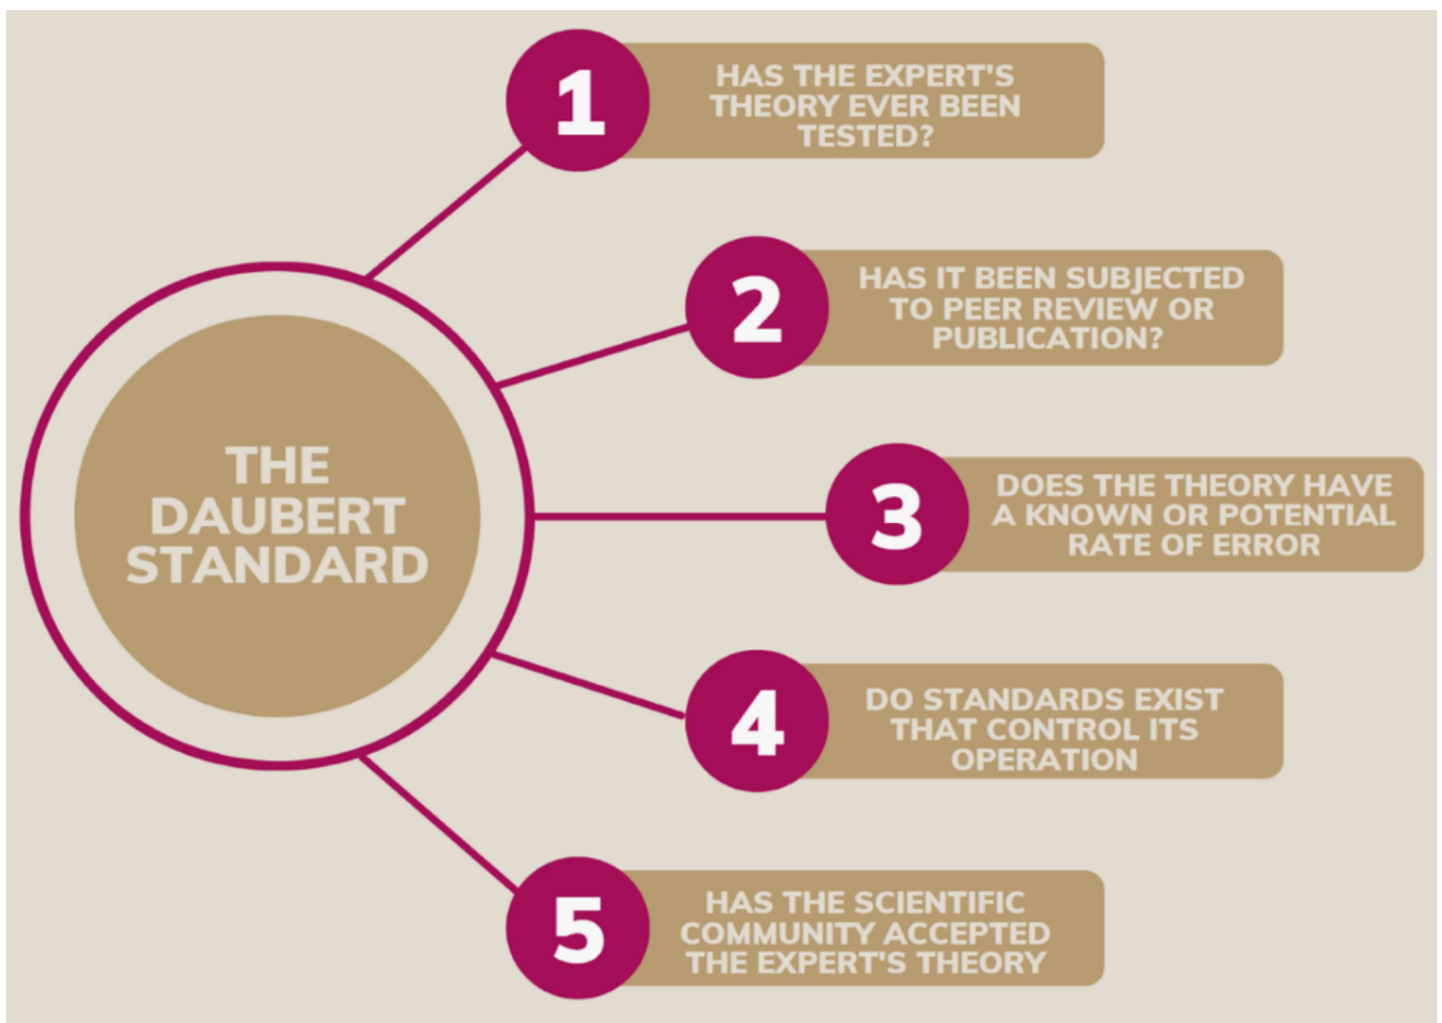 THE
DAUBERT
STANDARD
1
HAS THE EXPERT'S
THEORY EVER BEEN
TESTED?
2
HAS IT BEEN SUBJECTED
TO PEER REVIEW OR
PUBLICATION?
3
DOES THE THEORY HAVE
A KNOWN OR POTENTIAL
RATE OF ERROR
4
DO STANDARDS EXIST
THAT CONTROL ITS
OPERATION
5
HAS THE SCIENTIFIC
COMMUNITY ACCEPTED
THE EXPERT'S THEORY